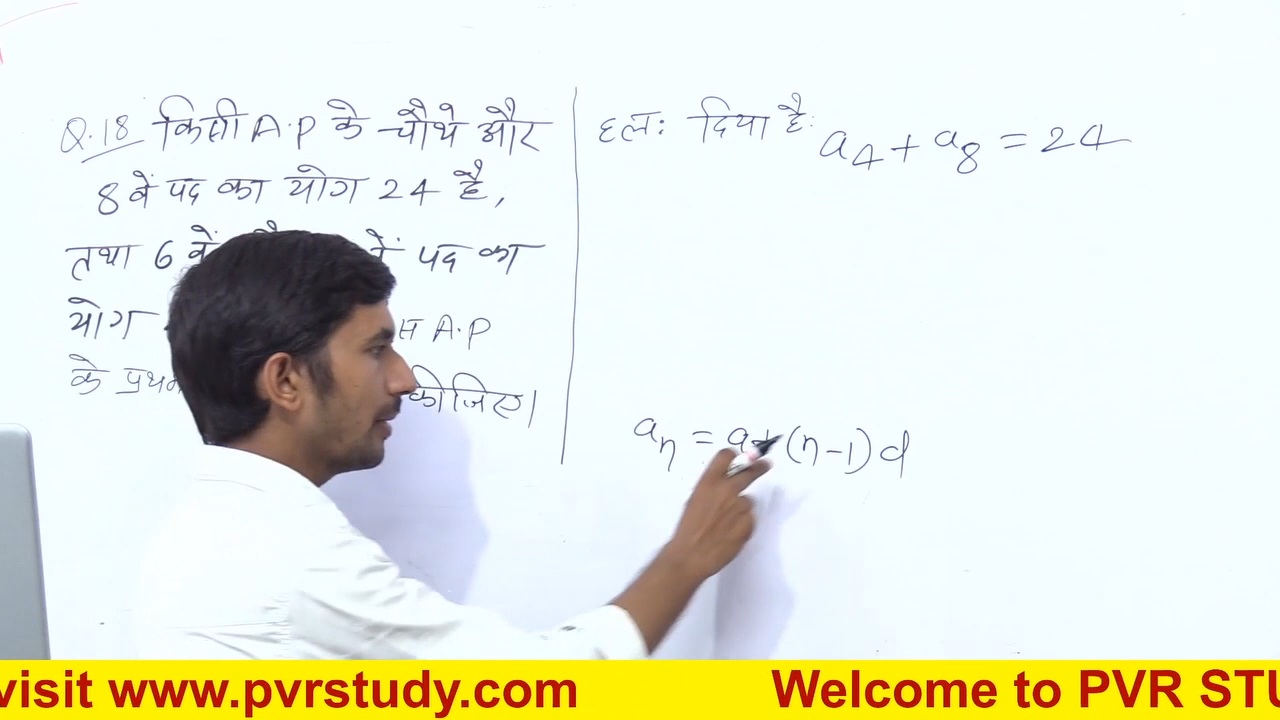 Q.18 किसी A.P के चौथे और
8 वें पद का योग 24 है,
तथा 6 वें पद का
योग A.P
के कीजिए।
हल: दिया है: a₄ + a₈ = 24
aₙ = a + (n-1) d
visit www.pvrstudy.com Welcome to PVR STU